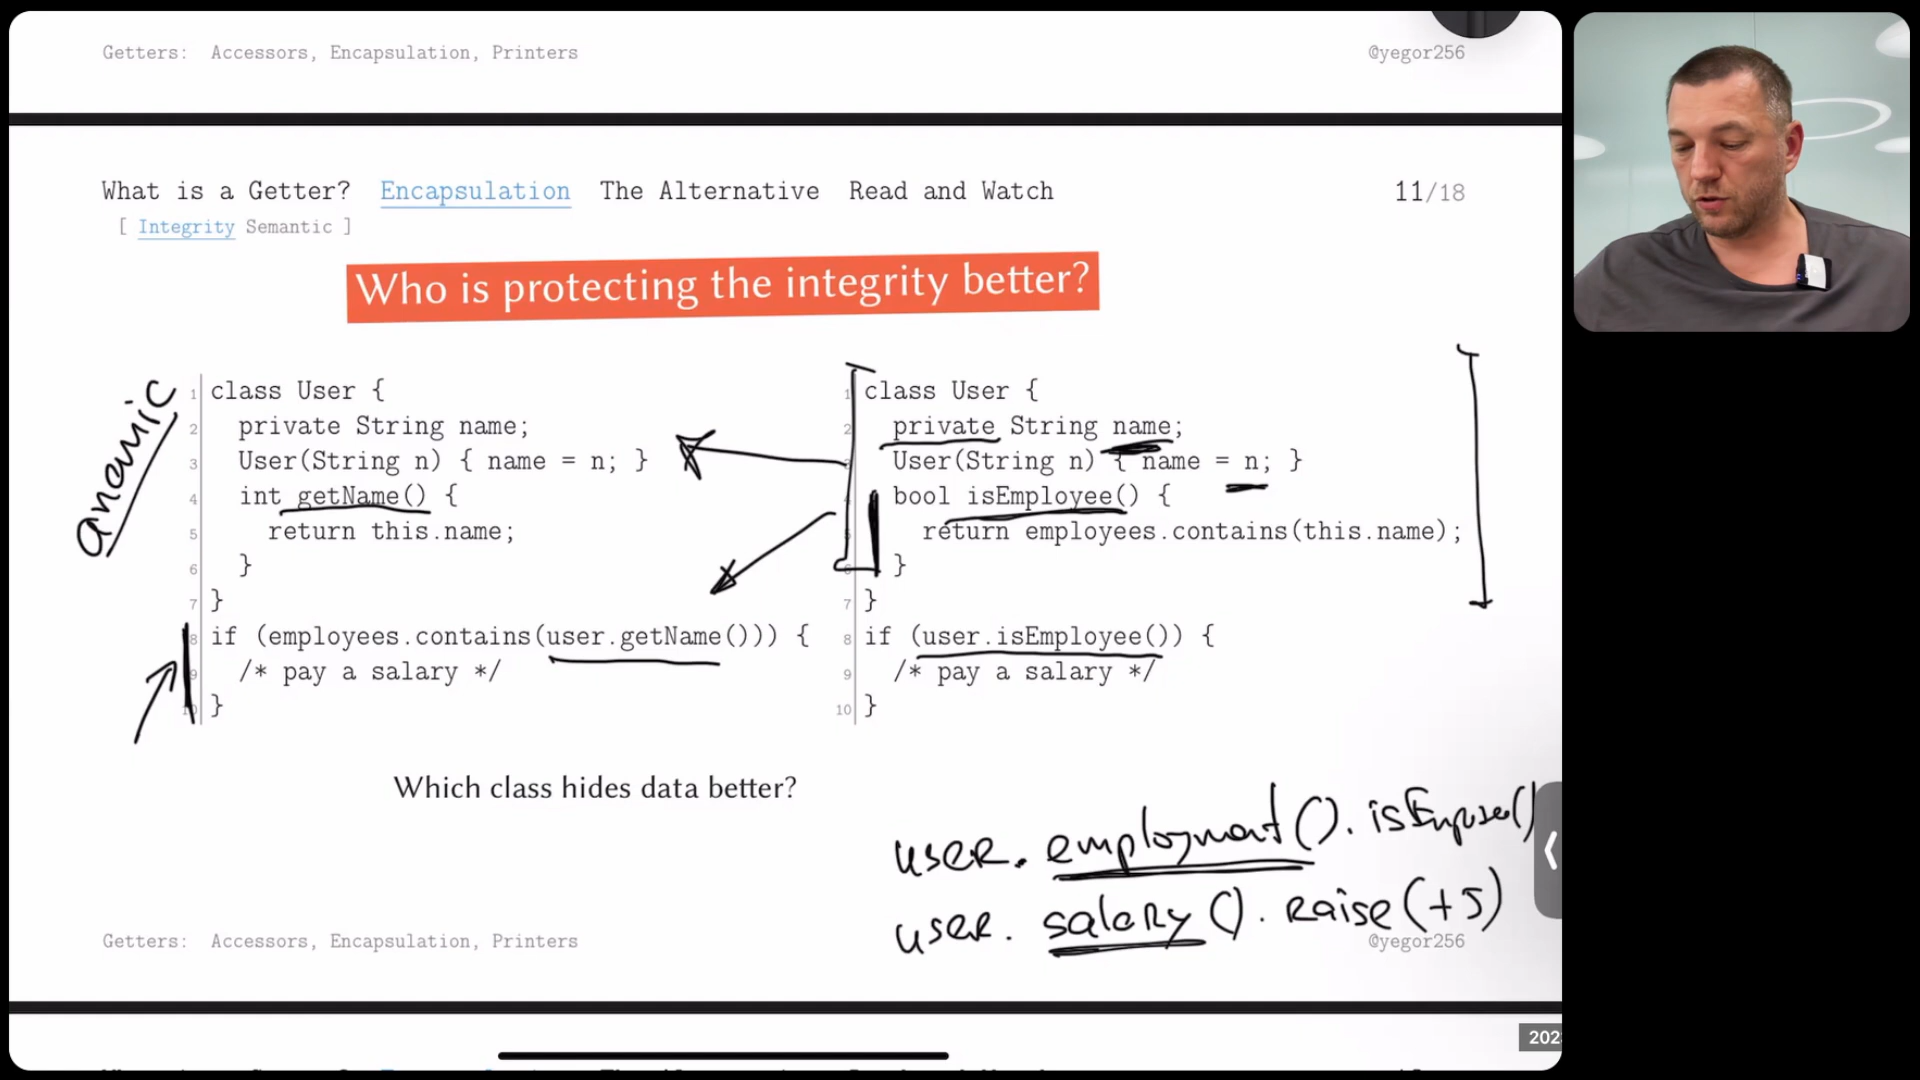 Getters: Accessors, Encapsulation, Printers @yegor256
What is a Getter? Encapsulation The Alternative Read and Watch 11/18
[ Integrity Semantic ]
Who is protecting the integrity better?
anemic
1 class User {
2 private String name;
3 User(String n) { name = n; }
4 int getName() {
5 return this.name;
6 }
7 }
8 if (employees.contains(user.getName())) {
9 /* pay a salary */
10 }
1 class User {
2 private String name;
3 User(String n) { name = n; }
4 bool isEmployee() {
5 return employees.contains(this.name);
6 }
7 }
8 if (user.isEmployee()) {
9 /* pay a salary */
10 }
Which class hides data better?
user. employment().
user. salary(). raise(+5)
Getters: Accessors, Encapsulation, Printers @yegor256
202